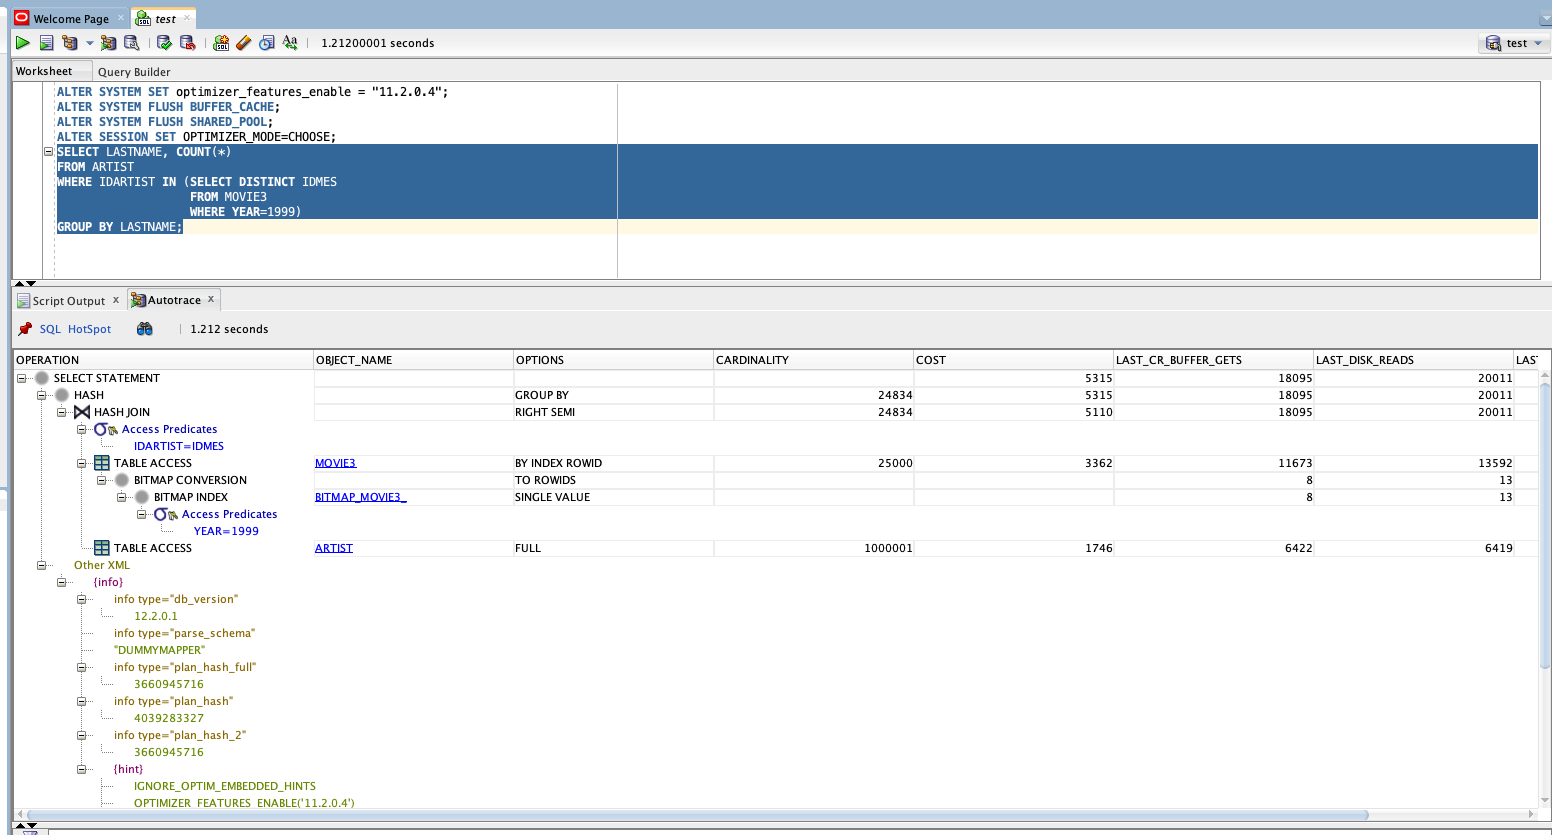 Welcome Page
test
1.21200001 seconds
test
Worksheet
Query Builder
ALTER SYSTEM SET optimizer_features_enable = "11.2.0.4";
ALTER SYSTEM FLUSH BUFFER_CACHE;
ALTER SYSTEM FLUSH SHARED_POOL;
ALTER SESSION SET OPTIMIZER_MODE=CHOOSE;
SELECT LASTNAME, COUNT(*)
FROM ARTIST
WHERE IDARTIST IN (SELECT DISTINCT IDMES
FROM MOVIE3
WHERE YEAR=1999)
GROUP BY LASTNAME;
Script Output x
Autotrace x
SQL HotSpot 1.212 seconds
OPERATION OBJECT_NAME OPTIONS CARDINALITY COST LAST_CR_BUFFER_GETS LAST_DISK_READS LAS
SELECT STATEMENT 5315 18095 20011
HASH GROUP BY 24834 5315 18095 20011
HASH JOIN RIGHT SEMI 24834 5110 18095 20011
Access Predicates
IDARTIST=IDMES
TABLE ACCESS MOVIE3 BY INDEX ROWID 25000 3362 11673 13592
BITMAP CONVERSION TO ROWIDS 8 13
BITMAP INDEX BITMAP_MOVIE3_ SINGLE VALUE 8 13
Access Predicates
YEAR=1999
TABLE ACCESS ARTIST FULL 1000001 1746 6422 6419
Other XML
{info}
info type="db_version"
12.2.0.1
info type="parse_schema"
"DUMMYMAPPER"
info type="plan_hash_full"
3660945716
info type="plan_hash"
4039283327
info type="plan_hash_2"
3660945716
{hint}
IGNORE_OPTIM_EMBEDDED_HINTS
OPTIMIZER_FEATURES_ENABLE('11.2.0.4')